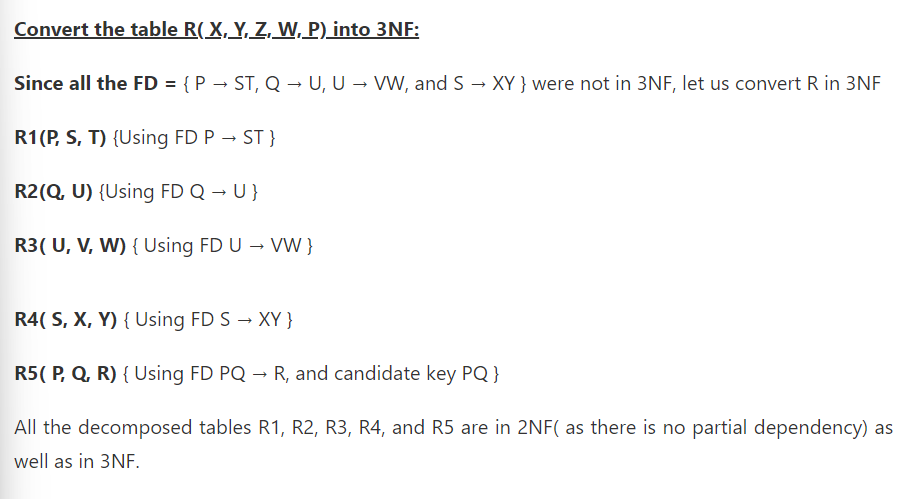 Convert the table R( X, Y, Z, W, P) into 3NF:
Since all the FD = { P → ST, Q → U, U → VW, and S → XY } were not in 3NF, let us convert R in 3NF
R1(P, S, T) {Using FD P → ST }
R2(Q, U) {Using FD Q → U }
R3( U, V, W) { Using FD U → VW }
R4( S, X, Y) { Using FD S → XY }
R5( P, Q, R) { Using FD PQ → R, and candidate key PQ }
All the decomposed tables R1, R2, R3, R4, and R5 are in 2NF( as there is no partial dependency) as
well as in 3NF.